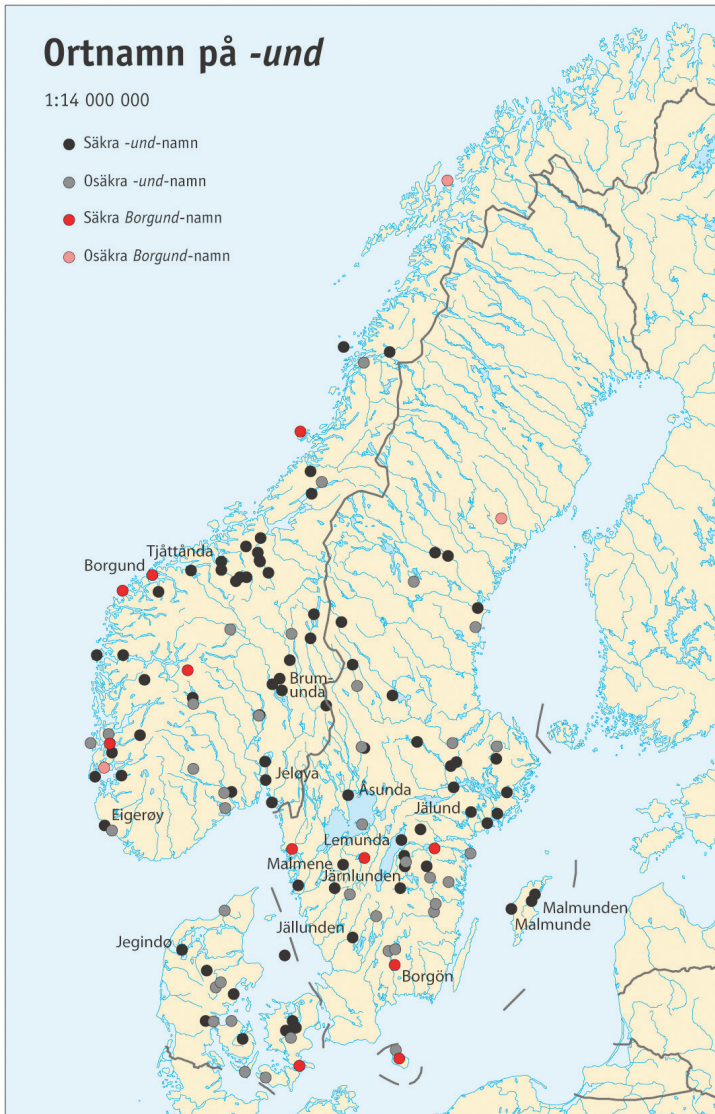 Ortnamn på -und
1:14 000 000
Säkra -und-namn
Osäkra -und-namn
Säkra Borgund-namn
Osäkra Borgund-namn
Tjåttånda
Borgund
Brum-
unda
Jeløya
Åsunda
Eigerøy
Jälund
Lemunda
Malmene
Järnlunden
Malmunden
Malmunde
Jällunden
Jegindø
Borgön